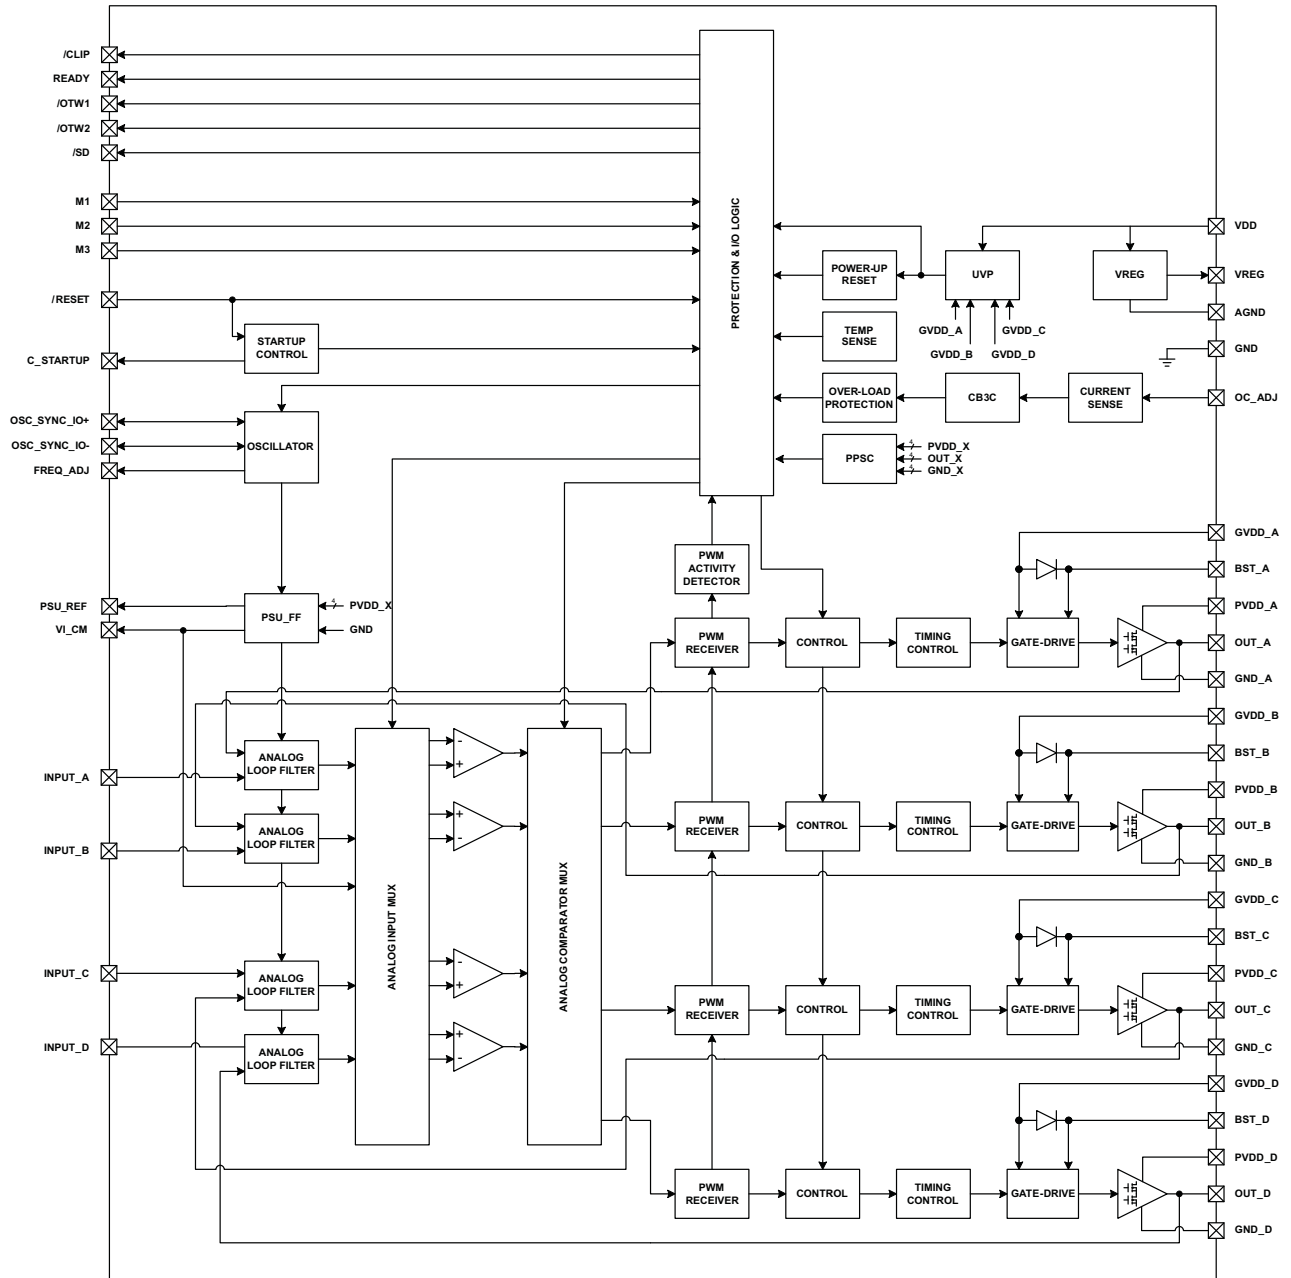 /CLIP
READY
/OTW1
/OTW2
/SD
M1
M2
M3
/RESET
C_STARTUP
OSC_SYNC_IO+
OSC_SYNC_IO-
FREQ_ADJ
PSU_REF
VI_CM
INPUT_A
INPUT_B
INPUT_C
INPUT_D
STARTUP
CONTROL
OSCILLATOR
PSU_FF
4
PVDD_X
GND
ANALOG
LOOP FILTER
ANALOG
LOOP FILTER
ANALOG
LOOP FILTER
ANALOG
LOOP FILTER
ANALOG INPUT MUX
-
+
+
-
-
+
+
-
ANALOG COMPARATOR MUX
PROTECTION & I/O LOGIC
POWER-UP
RESET
UVP
VREG
GVDD_A
GVDD_C
GVDD_B
GVDD_D
TEMP
SENSE
OVER-LOAD
PROTECTION
CB3C
CURRENT
SENSE
PPSC
4
PVDD_X
4
OUT_X
4
GND_X
PWM
ACTIVITY
DETECTOR
PWM
RECEIVER
CONTROL
TIMING
CONTROL
GATE-DRIVE
PWM
RECEIVER
CONTROL
TIMING
CONTROL
GATE-DRIVE
PWM
RECEIVER
CONTROL
TIMING
CONTROL
GATE-DRIVE
PWM
RECEIVER
CONTROL
TIMING
CONTROL
GATE-DRIVE
VDD
VREG
AGND
GND
OC_ADJ
GVDD_A
BST_A
PVDD_A
OUT_A
GND_A
GVDD_B
BST_B
PVDD_B
OUT_B
GND_B
GVDD_C
BST_C
PVDD_C
OUT_C
GND_C
GVDD_D
BST_D
PVDD_D
OUT_D
GND_D